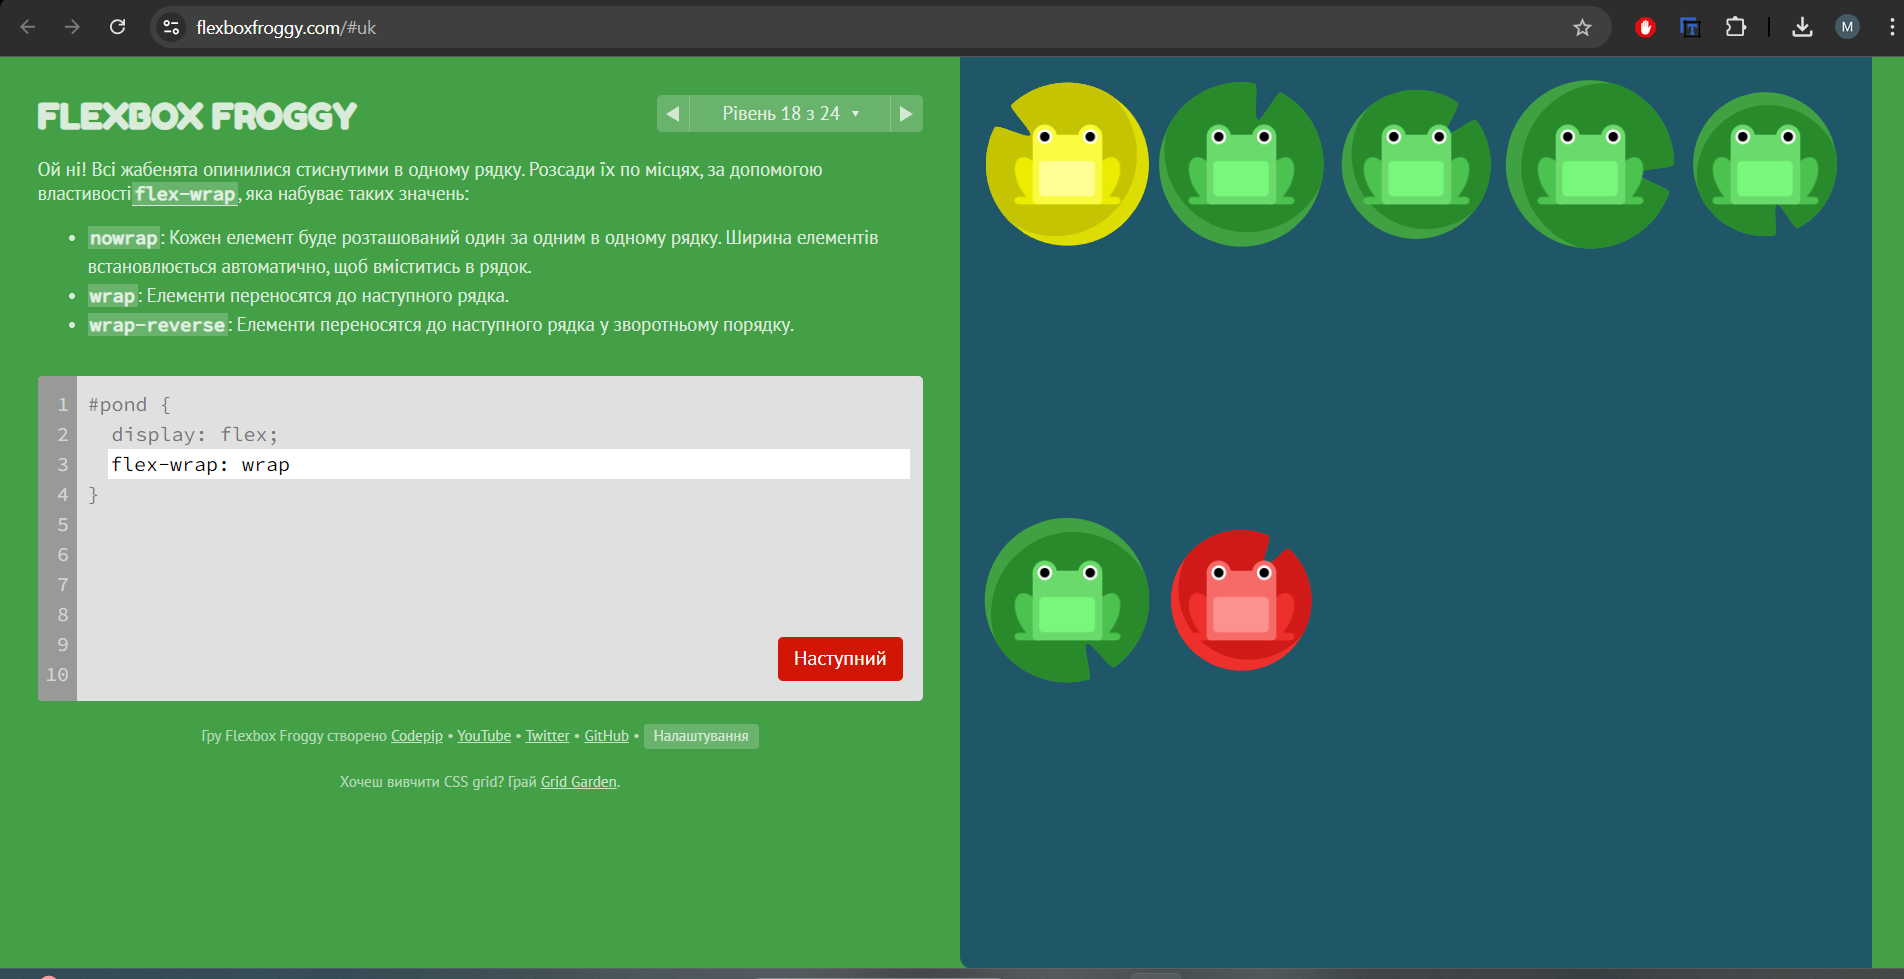 flexboxfroggy.com/#uk
M
FLEXBOX FROGGY
Рівень 18 з 24
Ой ні! Всі жабенята опинилися стиснутими в одному рядку. Розсади їх по місцях, за допомогою
властивості flex-wrap, яка набуває таких значень:
• nowrap: Кожен елемент буде розташований один за одним в одному рядку. Ширина елементів
встановлюється автоматично, щоб вміститись в рядок.
• wrap: Елементи переносятся до наступного рядка.
• wrap-reverse: Елементи переносятся до наступного рядка у зворотньому порядку.
1 #pond {
2 display: flex;
3 flex-wrap: wrap
4 }
5
6
7
8
9
10
Наступний
Гру Flexbox Froggy створено Codepip • YouTube • Twitter • GitHub • Налаштування
Хочеш вивчити CSS grid? Грай Grid Garden.